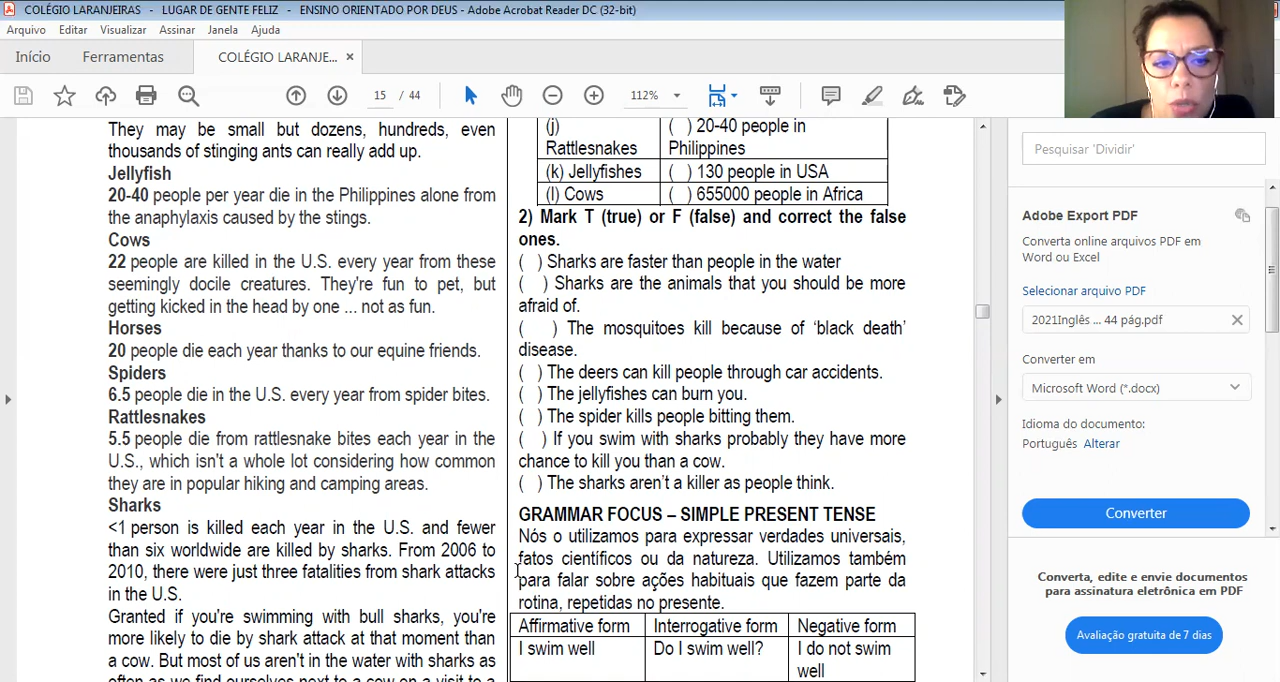 COLÉGIO LARANJEIRAS - LUGAR DE GENTE FELIZ - ENSINO ORIENTADO POR DEUS - Adobe Acrobat Reader DC (32-bit)
Arquivo Editar Visualizar Assinar Janela Ajuda
Início Ferramentas COLÉGIO LARANJE... ×
15 / 44 112%
They may be small but dozens, hundreds, even
thousands of stinging ants can really add up.
Jellyfish
20-40 people per year die in the Philippines alone from
the anaphylaxis caused by the stings.
Cows
22 people are killed in the U.S. every year from these
seemingly docile creatures. They're fun to pet, but
getting kicked in the head by one ... not as fun.
Horses
20 people die each year thanks to our equine friends.
Spiders
6.5 people die in the U.S. every year from spider bites.
Rattlesnakes
5.5 people die from rattlesnake bites each year in the
U.S., which isn't a whole lot considering how common
they are in popular hiking and camping areas.
Sharks
<1 person is killed each year in the U.S. and fewer
than six worldwide are killed by sharks. From 2006 to
2010, there were just three fatalities from shark attacks
in the U.S.
Granted if you're swimming with bull sharks, you're
more likely to die by shark attack at that moment than
a cow. But most of us aren't in the water with sharks as
often as we find ourselves next to a cow on a visit to a
(j) ( ) 20-40 people in
Rattlesnakes Philippines
(k) Jellyfishes ( ) 130 people in USA
(l) Cows ( ) 655000 people in Africa
2) Mark T (true) or F (false) and correct the false
ones.
( ) Sharks are faster than people in the water
( ) Sharks are the animals that you should be more
afraid of.
( ) The mosquitoes kill because of ‘black death’
disease.
( ) The deers can kill people through car accidents.
( ) The jellyfishes can burn you.
( ) The spider kills people bitting them.
( ) If you swim with sharks probably they have more
chance to kill you than a cow.
( ) The sharks aren’t a killer as people think.
GRAMMAR FOCUS – SIMPLE PRESENT TENSE
Nós o utilizamos para expressar verdades universais,
fatos científicos ou da natureza. Utilizamos também
para falar sobre ações habituais que fazem parte da
rotina, repetidas no presente.
Affirmative form Interrogative form Negative form
I swim well Do I swim well? I do not swim
well
Pesquisar 'Dividir'
Adobe Export PDF
Converta online arquivos PDF em
Word ou Excel
Selecionar arquivo PDF
2021Inglês ... 44 pág.pdf
Converter em
Microsoft Word (*.docx)
Idioma do documento:
Português Alterar
Converter
Converta, edite e envie documentos
para assinatura eletrônica em PDF
Avaliação gratuita de 7 dias